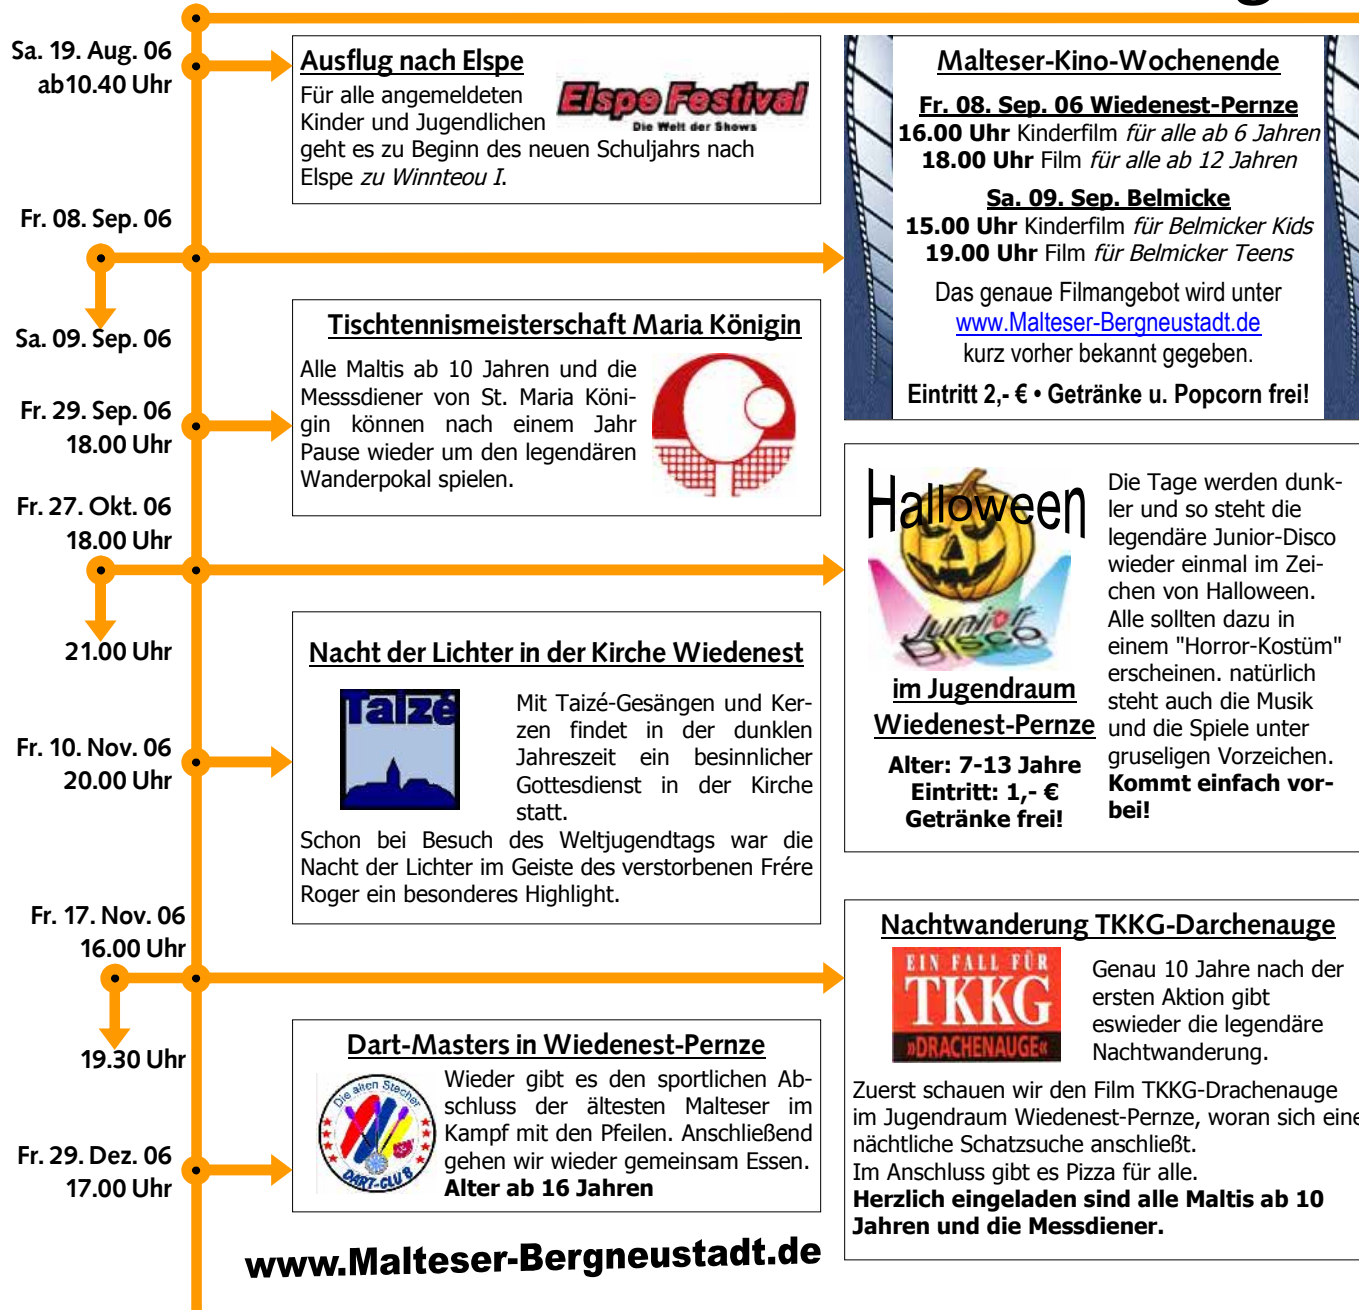 Sa. 19. Aug. 06
ab10.40 Uhr
Ausflug nach Elspe
Für alle angemeldeten
Kinder und Jugendlichen
geht es zu Beginn des neuen Schuljahrs nach
Elspe zu Winnteou I.
Elspe Festival
Die Welt der Shows
Malteser-Kino-Wochenende
Fr. 08. Sep. 06 Wiedenest-Pernze
16.00 Uhr Kinderfilm für alle ab 6 Jahren
18.00 Uhr Film für alle ab 12 Jahren
Sa. 09. Sep. Belmicke
15.00 Uhr Kinderfilm für Belmicker Kids
19.00 Uhr Film für Belmicker Teens
Das genaue Filmangebot wird unter
www.Malteser-Bergneustadt.de
kurz vorher bekannt gegeben.
Eintritt 2,- € • Getränke u. Popcorn frei!
Fr. 08. Sep. 06
Sa. 09. Sep. 06
Fr. 29. Sep. 06
18.00 Uhr
Tischtennismeisterschaft Maria Königin
Alle Maltis ab 10 Jahren und die
Messsdiener von St. Maria Köni-
gin können nach einem Jahr
Pause wieder um den legendären
Wanderpokal spielen.
Fr. 27. Okt. 06
18.00 Uhr
21.00 Uhr
Halloween
Junior
DISCO
im Jugendraum
Wiedenest-Pernze
Alter: 7-13 Jahre
Eintritt: 1,- €
Getränke frei!
Die Tage werden dunk-
ler und so steht die
legendäre Junior-Disco
wieder einmal im Zei-
chen von Halloween.
Alle sollten dazu in
einem "Horror-Kostüm"
erscheinen. natürlich
steht auch die Musik
und die Spiele unter
gruseligen Vorzeichen.
Kommt einfach vor-
bei!
Fr. 10. Nov. 06
20.00 Uhr
Nacht der Lichter in der Kirche Wiedenest
Taizé
Mit Taizé-Gesängen und Ker-
zen findet in der dunklen
Jahreszeit ein besinnlicher
Gottesdienst in der Kirche
statt.
Schon bei Besuch des Weltjugendtags war die
Nacht der Lichter im Geiste des verstorbenen Frére
Roger ein besonderes Highlight.
Fr. 17. Nov. 06
16.00 Uhr
19.30 Uhr
Nachtwanderung TKKG-Darchenauge
EIN FALL FÜR
TKKG
»DRACHENAUGE«
Genau 10 Jahre nach der
ersten Aktion gibt
eswieder die legendäre
Nachtwanderung.
Zuerst schauen wir den Film TKKG-Drachenauge
im Jugendraum Wiedenest-Pernze, woran sich eine
nächtliche Schatzsuche anschließt.
Im Anschluss gibt es Pizza für alle.
Herzlich eingeladen sind alle Maltis ab 10
Jahren und die Messdiener.
Fr. 29. Dez. 06
17.00 Uhr
Dart-Masters in Wiedenest-Pernze
Die alten Stecher
DART-CLUB
Wieder gibt es den sportlichen Ab-
schluss der ältesten Malteser im
Kampf mit den Pfeilen. Anschließend
gehen wir wieder gemeinsam Essen.
Alter ab 16 Jahren
www.Malteser-Bergneustadt.de